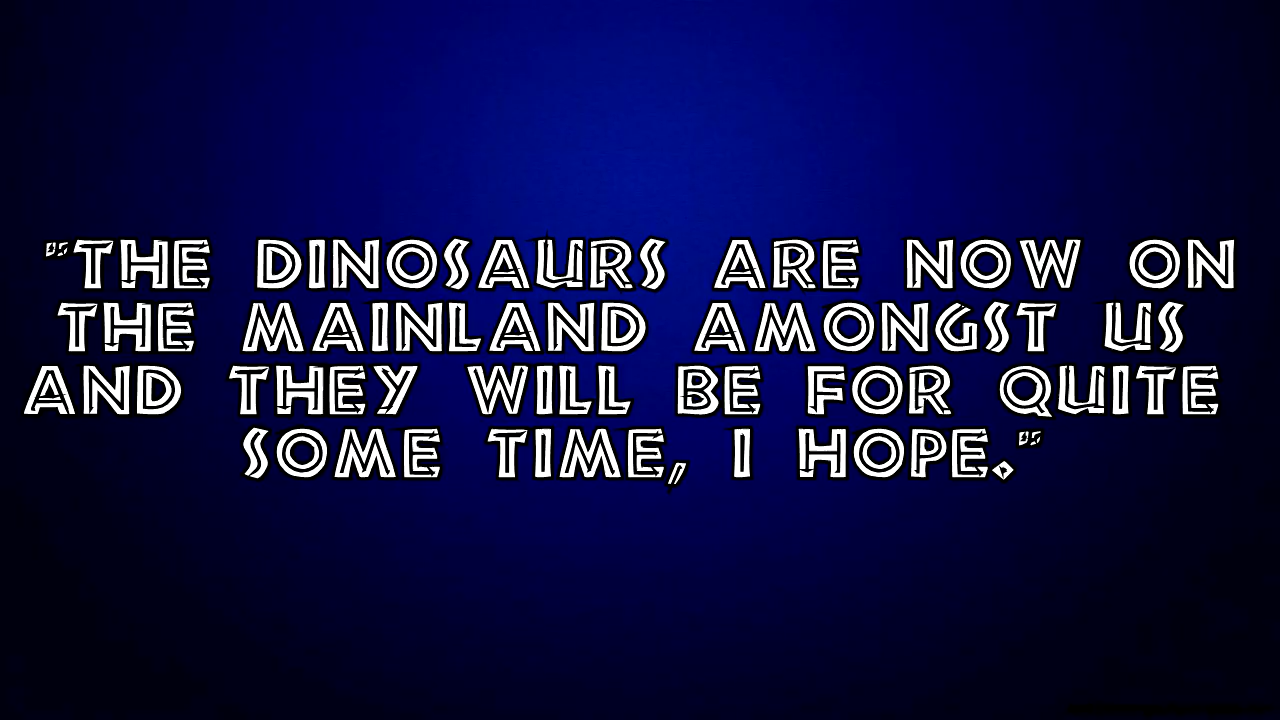 "THE DINOSAURS ARE NOW ON
THE MAINLAND AMONGST US
AND THEY WILL BE FOR QUITE
SOME TIME, I HOPE."